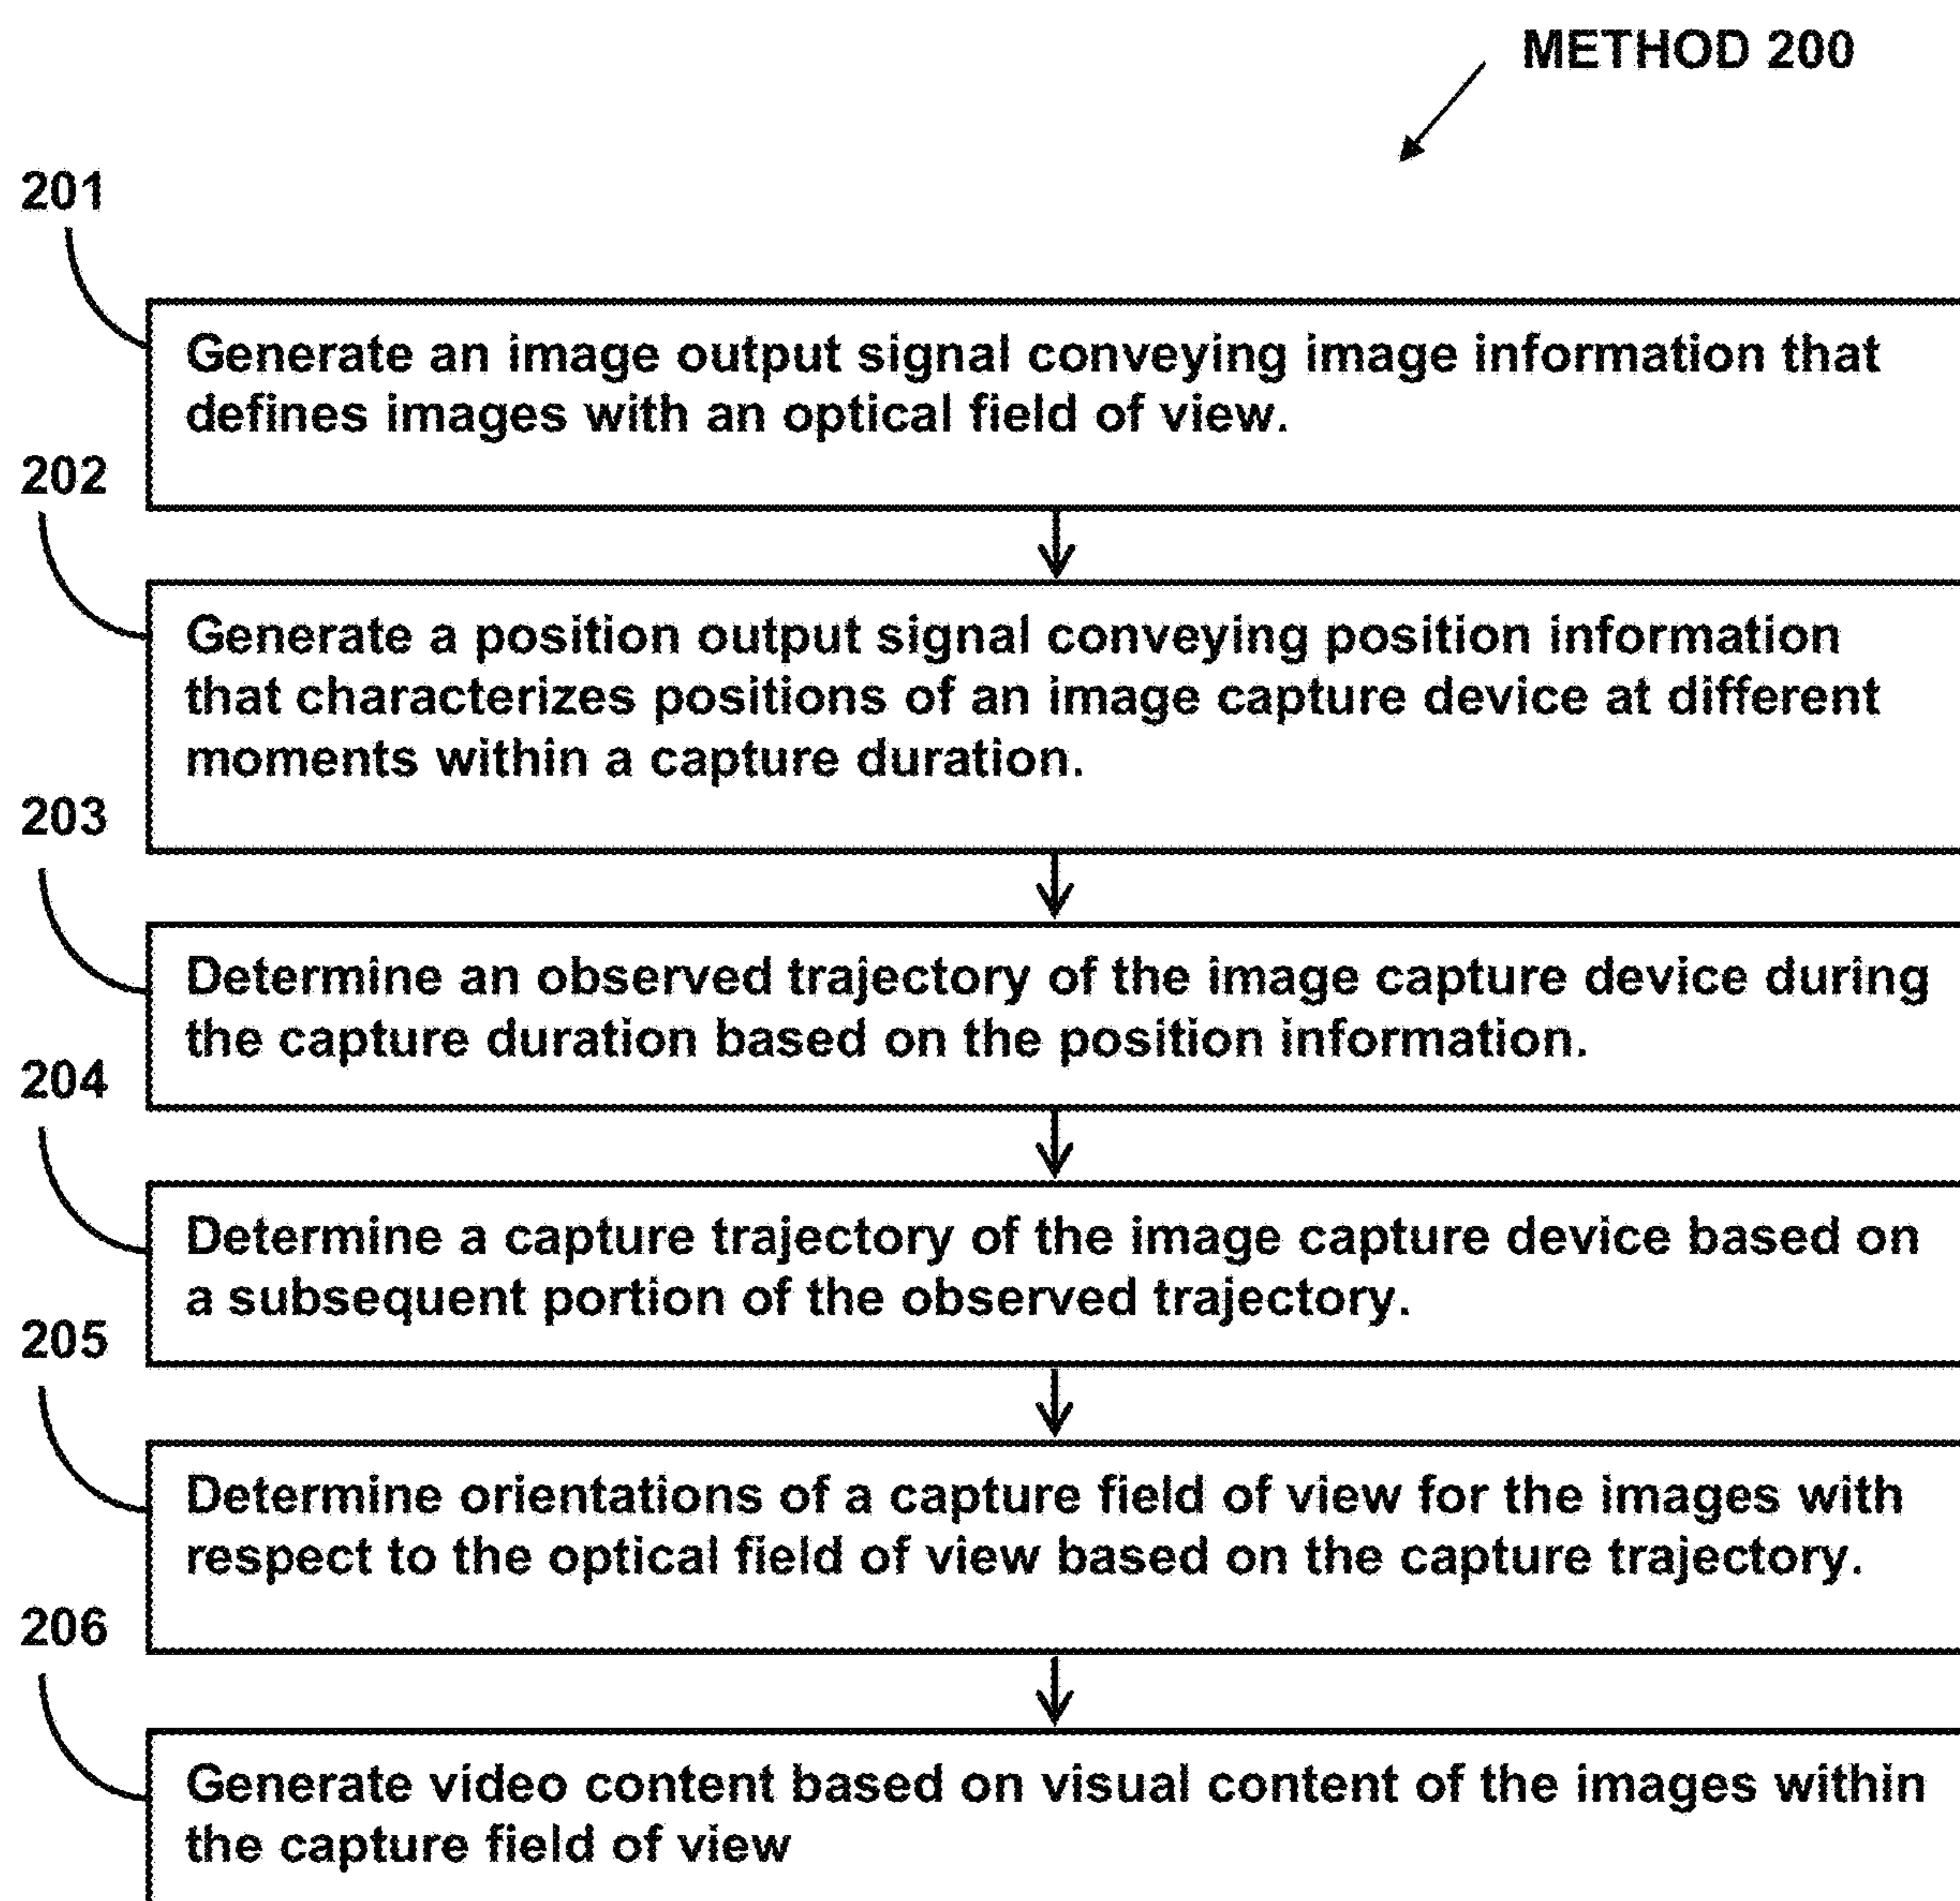 METHOD 200
201
Generate an image output signal conveying image information that
defines images with an optical field of view.
202
Generate a position output signal conveying position information
that characterizes positions of an image capture device at different
moments within a capture duration.
203
Determine an observed trajectory of the image capture device during
the capture duration based on the position information.
204
Determine a capture trajectory of the image capture device based on
a subsequent portion of the observed trajectory.
205
Determine orientations of a capture field of view for the images with
respect to the optical field of view based on the capture trajectory.
206
Generate video content based on visual content of the images within
the capture field of view